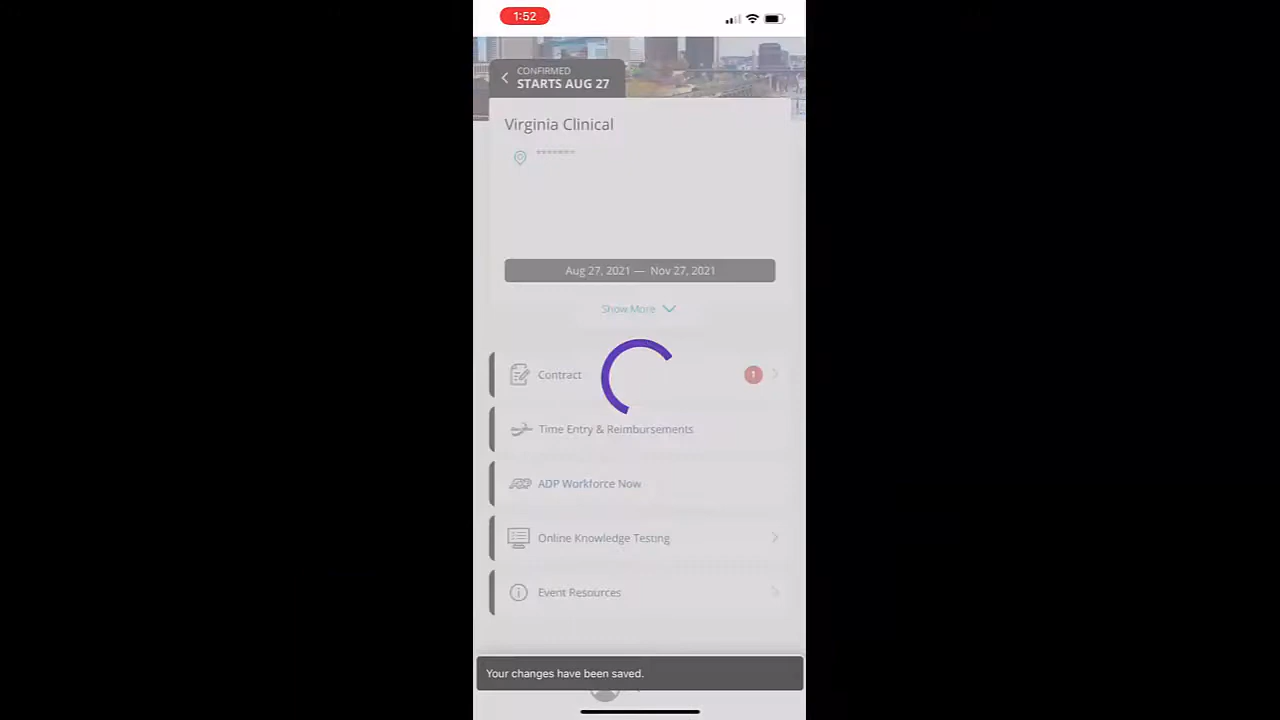 1:52
CONFIRMED
STARTS AUG 27
Virginia Clinical
*******
Aug 27, 2021 — Nov 27, 2021
Show More
Contract 1
Time Entry & Reimbursements
ADP Workforce Now
Online Knowledge Testing
Event Resources
Your changes have been saved.